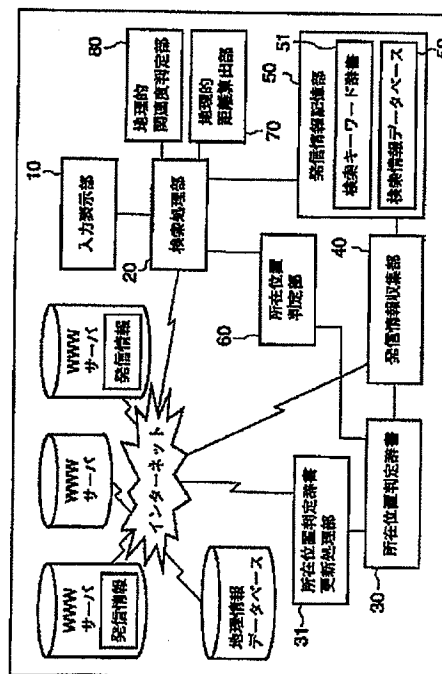 WWW
サーバ
発信情報
WWW
サーバ
WWW
サーバ
発信情報
インターネット
地理情報
データベース
10
入力表示部
20
検索処理部
80
地理的
関連度判定部
地理的
距離算出部
70
60
所在位置
判定部
50
発信情報記憶部
51
検索キーワード辞書
検索情報データベース
40
発信情報収集部
31
所在位置判定辞書
更新処理部
30
所在位置判定辞書